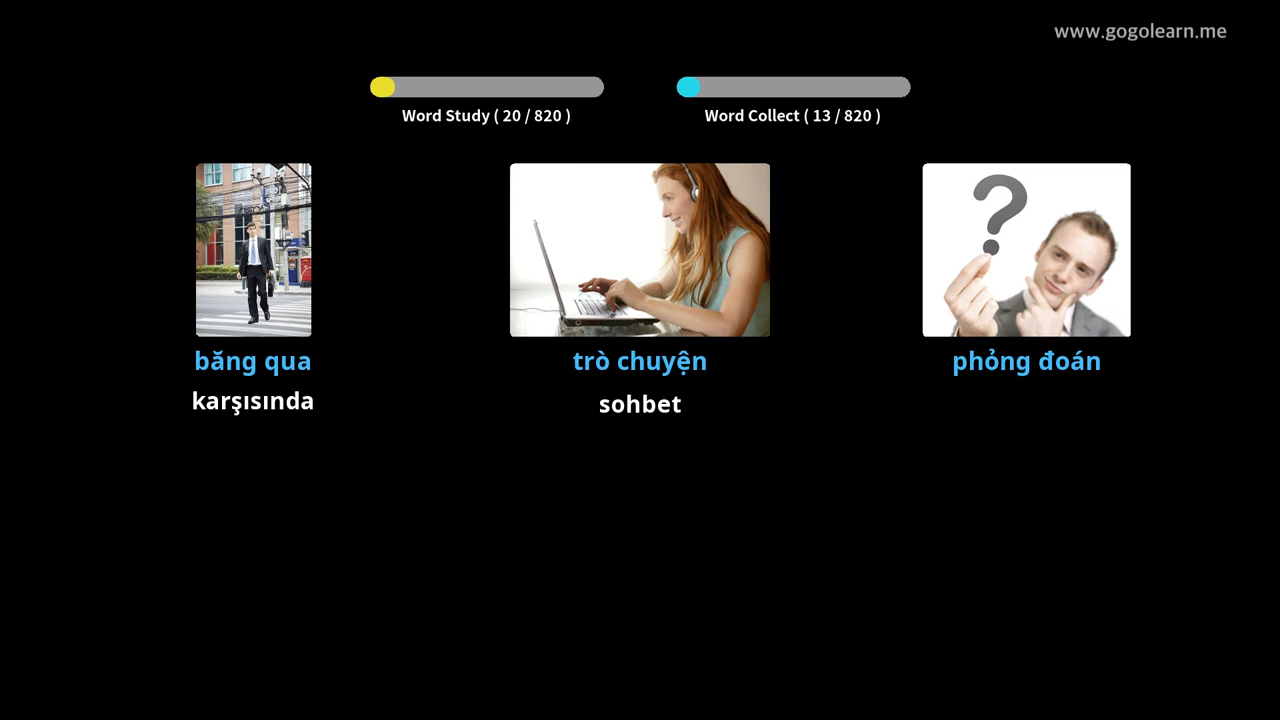 www.gogolearn.me
Word Study ( 20 / 820 )
Word Collect ( 13 / 820 )
băng qua
trò chuyện
phỏng đoán
karşısında
sohbet